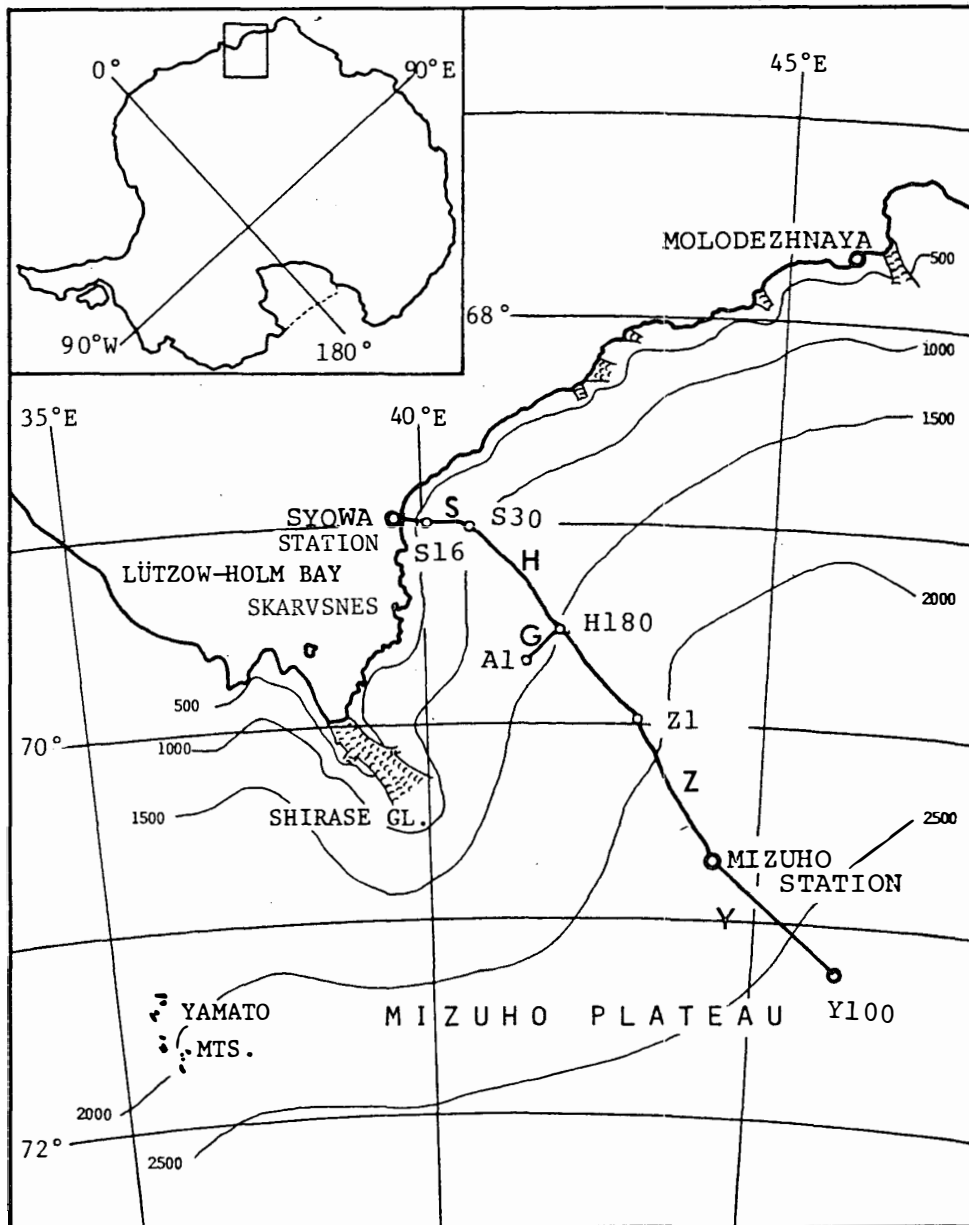 0°
90°E
90°W
180°
45°E
MOLODEZHNAYA
500
68°
1000
35°E
40°E
1500
SYOWA
STATION
S
S30
S16
H
LÜTZOW-HOLM BAY
2000
SKARVSNES
H180
G
A1
500
Z1
70°
1000
Z
1500
SHIRASE GL.
2500
MIZUHO
STATION
Y
YAMATO
MTS.
MIZUHO PLATEAU
Y100
2000
72°
2500